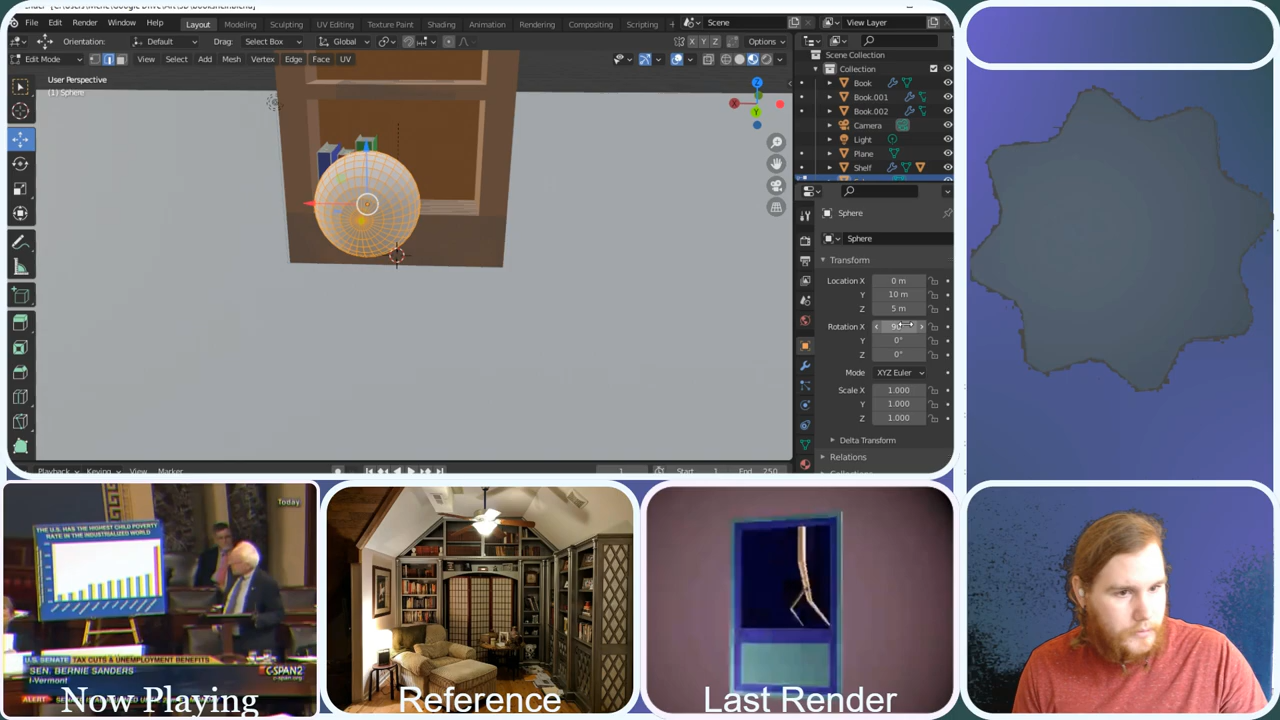 File Edit Render Window Help Layout Modeling Sculpting UV Editing Texture Paint Shading Animation Rendering Compositing Scripting Scene View Layer
Orientation: Default Drag: Select Box Global X Y Z Options
Edit Mode View Select Add Mesh Vertex Edge Face UV
User Perspective
(1) Sphere
Z
X
Y
Scene Collection
Collection
Book
Book.001
Book.002
Camera
Light
Plane
Shelf
Sphere
Sphere
Transform
Location X 0 m
Y 10 m
Z 5 m
Rotation X
Y 0°
Z 0°
Mode XYZ Euler
Scale X 1.000
Y 1.000
Z 1.000
Delta Transform
Relations
Playback Keying View Marker 1 Start 1 End 250
Today
THE U.S. HAS THE HIGHEST CHILD POVERTY
RATE IN THE INDUSTRIALIZED WORLD
U.S. SENATE TAX CUTS & UNEMPLOYMENT BENEFITS
SEN. BERNIE SANDERS
I-Vermont
C-SPAN2
c-span.org
ALERT
Now Playing
Reference
Last Render